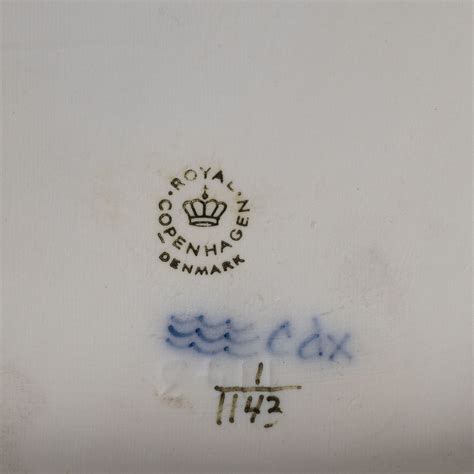 ROYAL
COPENHAGEN
DENMARK
1
1143